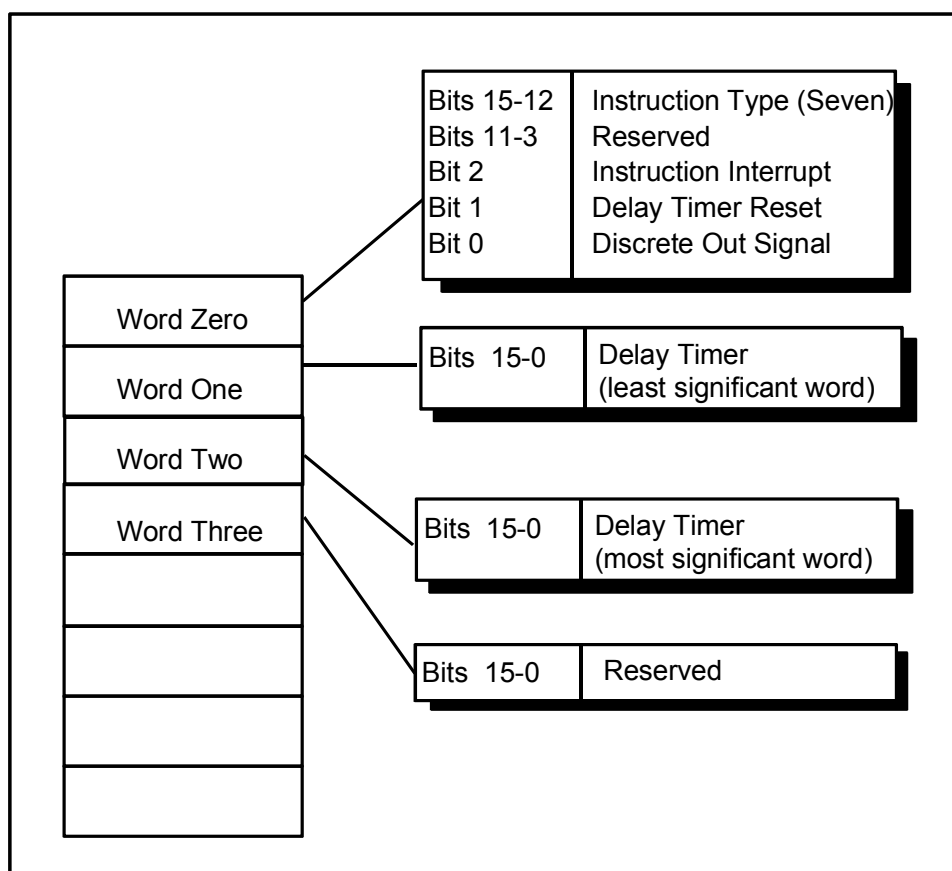 Bits 15-12 Instruction Type (Seven)
Bits 11-3 Reserved
Bit 2 Instruction Interrupt
Bit 1 Delay Timer Reset
Bit 0 Discrete Out Signal
Word Zero
Word One
Bits 15-0 Delay Timer
(least significant word)
Word Two
Word Three
Bits 15-0 Delay Timer
(most significant word)
Bits 15-0 Reserved